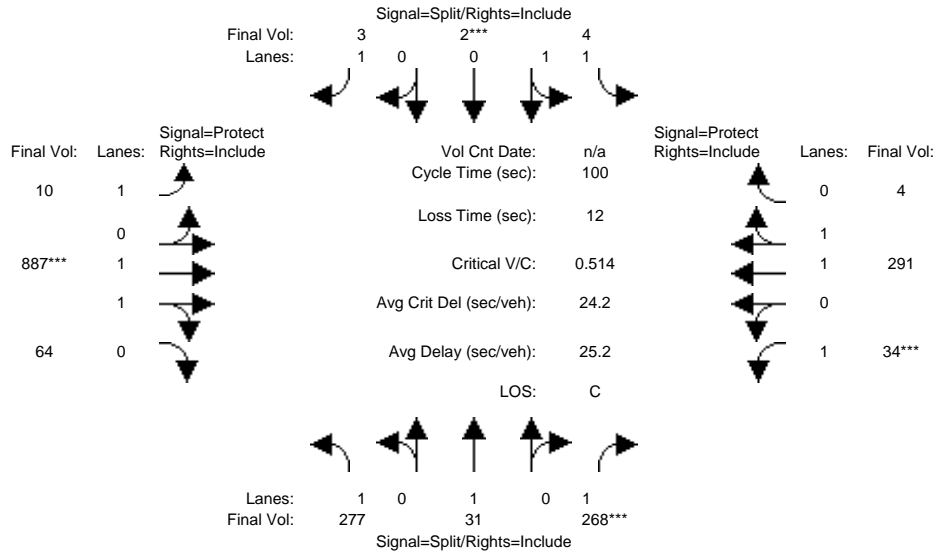 Signal=Split/Rights=Include
Final Vol: 3 2*** 4
Lanes: 1 0 0 1 1
Signal=Protect
Final Vol: Lanes: Rights=Include
Vol Cnt Date: n/a
Signal=Protect
Rights=Include Lanes: Final Vol:
Cycle Time (sec): 100
10 1
0 4
Loss Time (sec): 12
0
1
887*** 1
Critical V/C: 0.514
1 291
1
Avg Crit Del (sec/veh): 24.2
0
64 0
Avg Delay (sec/veh): 25.2
1 34***
LOS: C
Lanes: 1 0 1 0 1
Final Vol: 277 31 268***
Signal=Split/Rights=Include